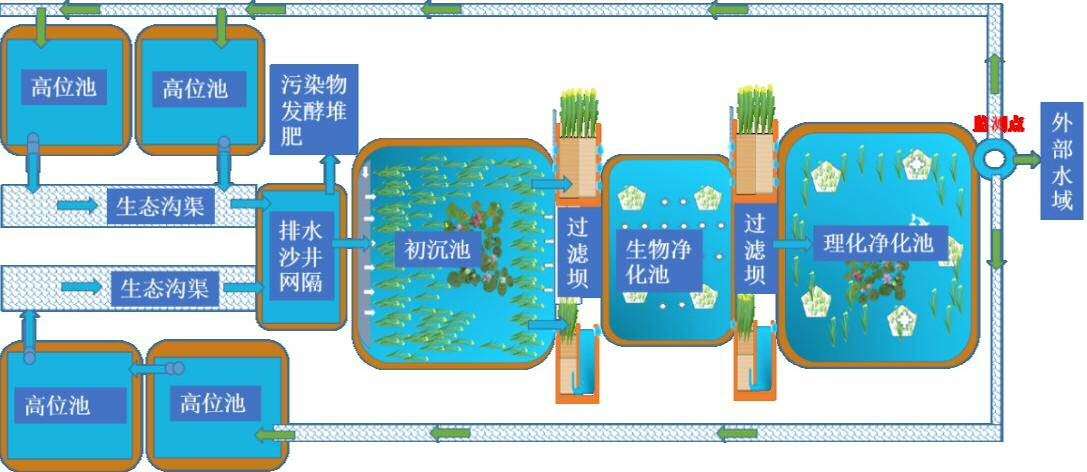 高位池
高位池
污染物
发酵堆
肥
监测点
外
部
水
域
生态沟渠
排水
沙井
网隔
初沉池
过
滤
坝
生物净
化池
过
滤
坝
理化净化池
生态沟渠
高位池
高位池